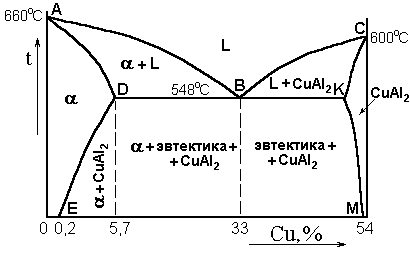 660°C A
C
600°C
L
t
α + L
548°C
L + CuAl₂
D
B
K
α
CuAl₂
α + CuAl₂
α + эвтектика +
+ CuAl₂
эвтектика +
+ CuAl₂
E
M
0 0,2 5,7 33 54
Cu, %